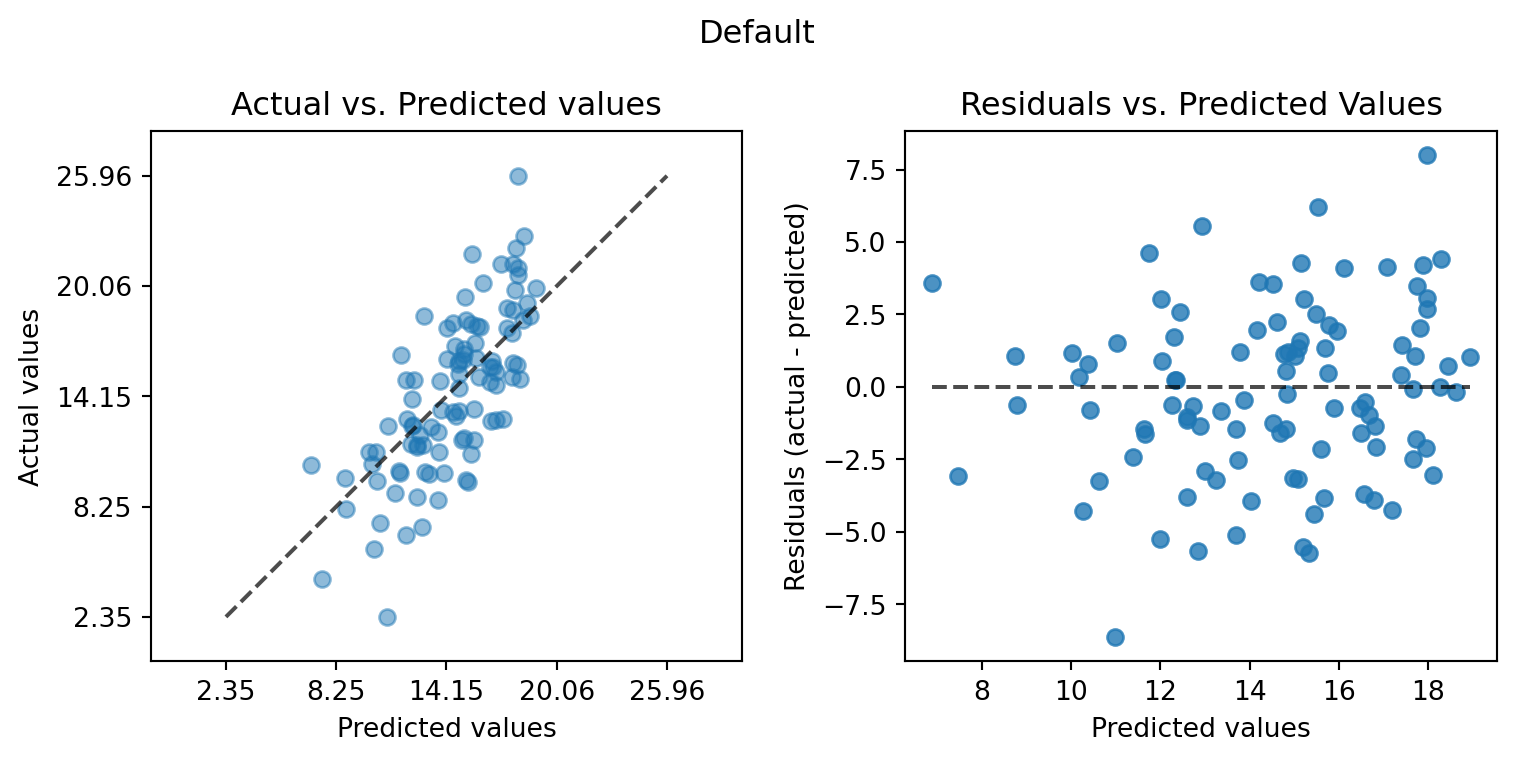 Default
Actual vs. Predicted values
25.96
20.06
14.15
8.25
2.35
Actual values
2.35 8.25 14.15 20.06 25.96
Predicted values
Residuals vs. Predicted Values
7.5
5.0
2.5
0.0
−2.5
−5.0
−7.5
Residuals (actual - predicted)
8 10 12 14 16 18
Predicted values